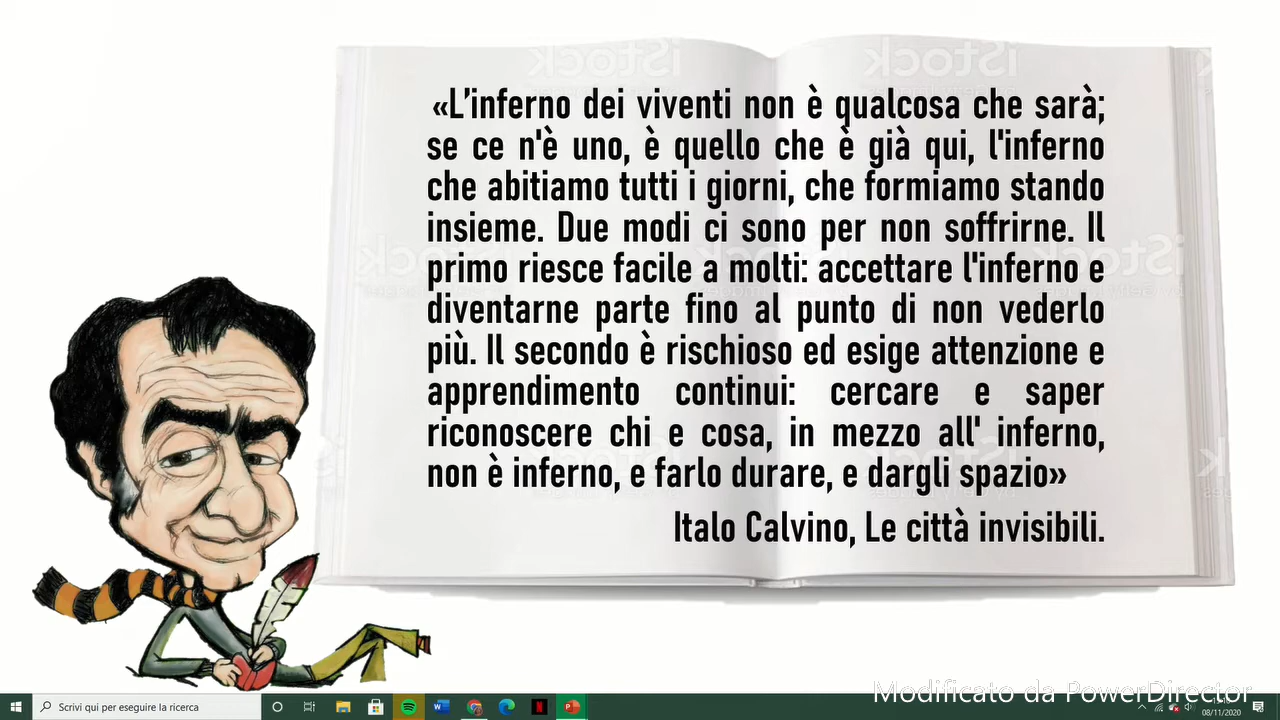 «L’inferno dei viventi non è qualcosa che sarà;
se ce n'è uno, è quello che è già qui, l'inferno
che abitiamo tutti i giorni, che formiamo stando
insieme. Due modi ci sono per non soffrirne. Il
primo riesce facile a molti: accettare l'inferno e
diventarne parte fino al punto di non vederlo
più. Il secondo è rischioso ed esige attenzione e
apprendimento continui: cercare e saper
riconoscere chi e cosa, in mezzo all' inferno,
non è inferno, e farlo durare, e dargli spazio»
Italo Calvino, Le città invisibili.
iStock
iStock
iStock
iStock
Modificato da PowerDirector
Scrivi qui per eseguire la ricerca
08/11/2020